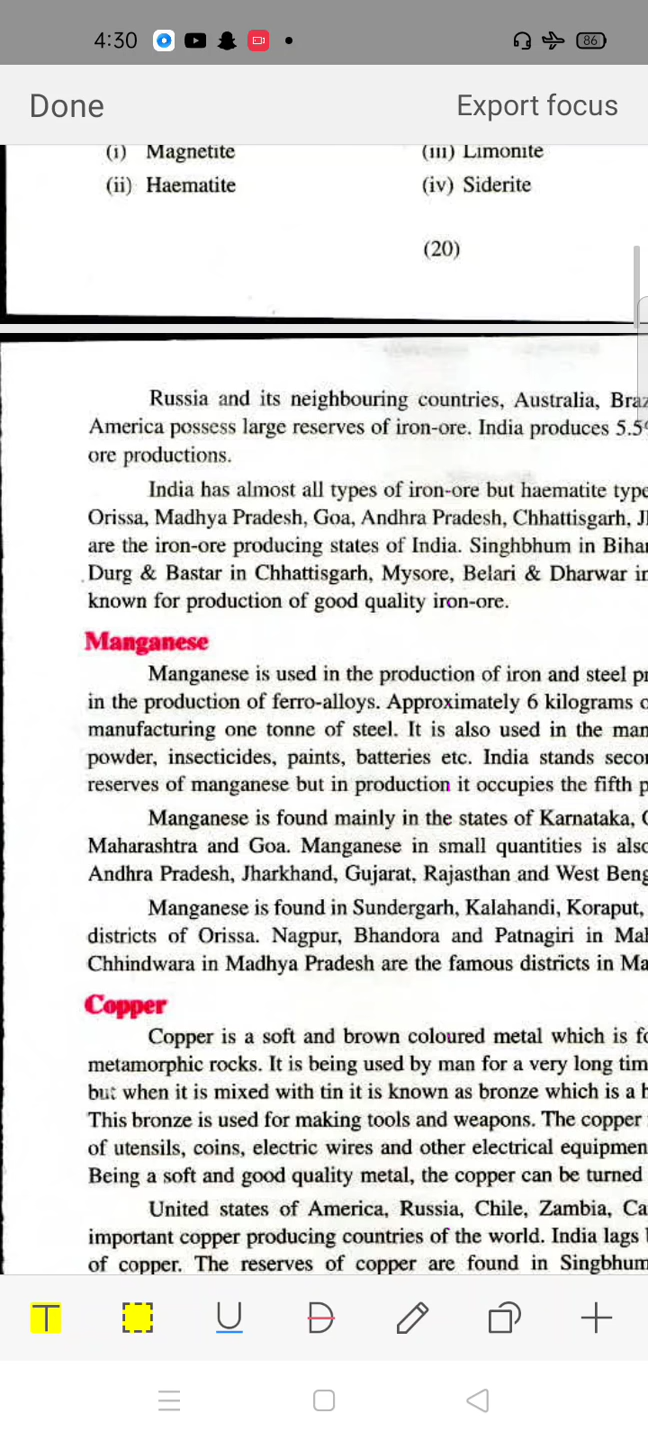 4:30
86
Done Export focus
(i) Magnetite (iii) Limonite
(ii) Haematite (iv) Siderite
(20)
Russia and its neighbouring countries, Australia,
America possess large reserves of iron-ore. India produces 5.5
ore productions.
India has almost all types of iron-ore but haematite type
Orissa, Madhya Pradesh, Goa, Andhra Pradesh, Chhattisgarh,
are the iron-ore producing states of India. Singhbhum in
Durg & Bastar in Chhattisgarh, Mysore, Belari & Dharwar
known for production of good quality iron-ore.
Manganese
Manganese is used in the production of iron and steel
in the production of ferro-alloys. Approximately 6 kilograms
manufacturing one tonne of steel. It is also used in the
powder, insecticides, paints, batteries etc. India stands
reserves of manganese but in production it occupies the fifth
Manganese is found mainly in the states of Karnataka,
Maharashtra and Goa. Manganese in small quantities is
Andhra Pradesh, Jharkhand, Gujarat, Rajasthan and West
Manganese is found in Sundergarh, Kalahandi, Koraput,
districts of Orissa. Nagpur, Bhandora and Patnagiri in
Chhindwara in Madhya Pradesh are the famous districts in
Copper
Copper is a soft and brown coloured metal which is
metamorphic rocks. It is being used by man for a very long
but when it is mixed with tin it is known as bronze which is a
This bronze is used for making tools and weapons. The copper
of utensils, coins, electric wires and other electrical
Being a soft and good quality metal, the copper can be turned
United states of America, Russia, Chile, Zambia,
important copper producing countries of the world. India lags
of copper. The reserves of copper are found in
T U D